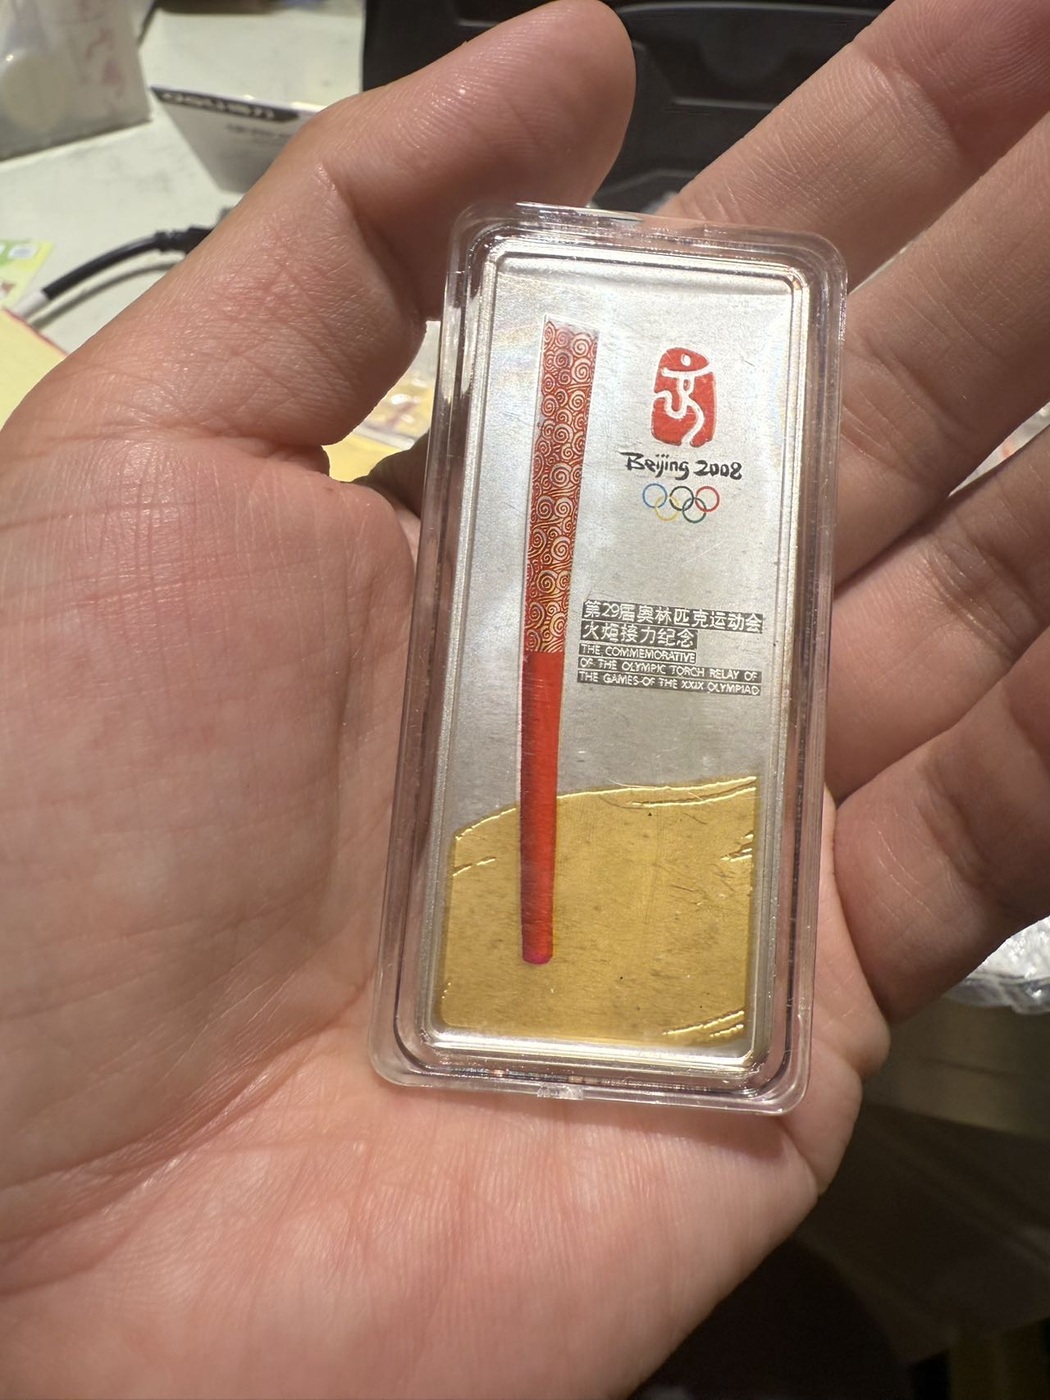 Beijing 2008
第29届奥林匹克运动会
火炬接力纪念
THE COMMEMORATIVE
OF THE OLYMPIC TORCH RELAY OF
THE GAMES OF THE XXIX OLYMPIAD